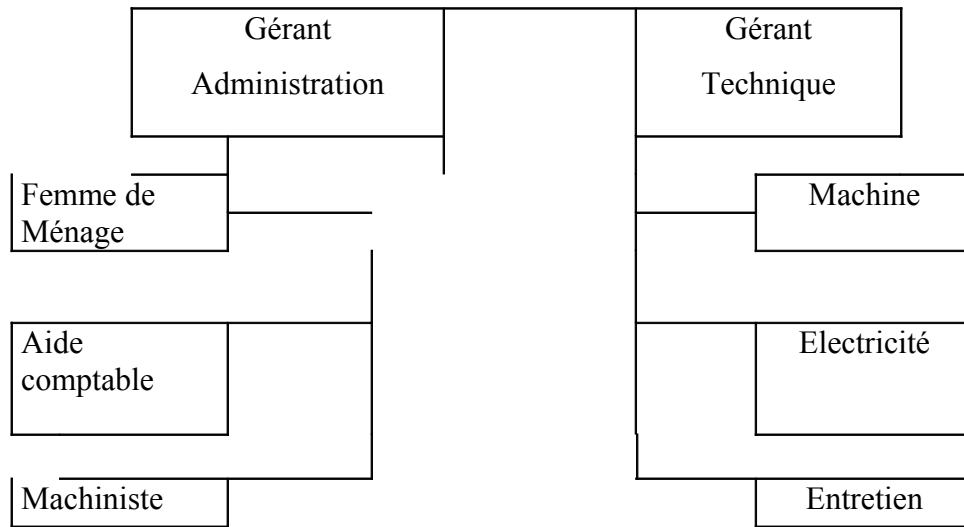 Gérant
Administration
Gérant
Technique
Femme de
Ménage
Machine
Aide
comptable
Electricité
Machiniste
Entretien